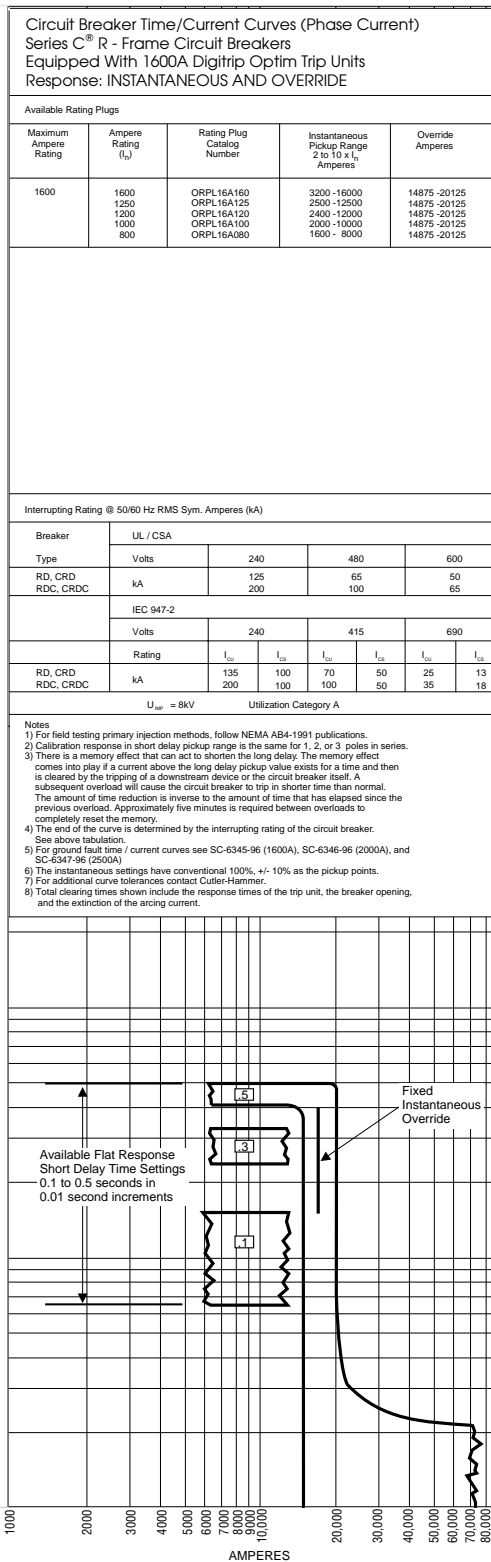 Circuit Breaker Time/Current Curves (Phase Current)
Series C® R - Frame Circuit Breakers
Equipped With 1600A Digitrip Optim Trip Units
Response: INSTANTANEOUS AND OVERRIDE
Available Rating Plugs
Maximum Ampere Rating
Ampere Rating (In)
Rating Plug Catalog Number
Instantaneous Pickup Range 2 to 10 x In Amperes
Override Amperes
1600 1600 ORPL16A160 3200 -16000 14875 -20125
1250 ORPL16A125 2500 -12500 14875 -20125
1200 ORPL16A120 2400 -12000 14875 -20125
1000 ORPL16A100 2000 -10000 14875 -20125
800 ORPL16A080 1600 - 8000 14875 -20125
Interrupting Rating @ 50/60 Hz RMS Sym. Amperes (kA)
Breaker UL / CSA
Type Volts 240 480 600
RD, CRD kA 125 65 50
RDC, CRDC 200 100 65
IEC 947-2
Volts 240 415 690
Rating ICU ICS ICU ICS ICU ICS
RD, CRD kA 135 100 70 50 25 13
RDC, CRDC 200 100 100 50 35 18
UIMP = 8kV Utilization Category A
Notes
1) For field testing primary injection methods, follow NEMA AB4-1991 publications.
2) Calibration response in short delay pickup range is the same for 1, 2, or 3 poles in series.
3) There is a memory effect that can act to shorten the long delay. The memory effect
comes into play if a current above the long delay pickup value exists for a time and then
is cleared by the tripping of a downstream device or the circuit breaker itself. A
subsequent overload will cause the circuit breaker to trip in shorter time than normal.
The amount of time reduction is inverse to the amount of time that has elapsed since the
previous overload. Approximately five minutes is required between overloads to
completely reset the memory.
4) The end of the curve is determined by the interrupting rating of the circuit breaker.
See above tabulation.
5) For ground fault time / current curves see SC-6345-96 (1600A), SC-6346-96 (2000A), and
SC-6347-96 (2500A)
6) The instantaneous settings have conventional 100%, +/- 10% as the pickup points.
7) For additional curve tolerances contact Cutler-Hammer.
8) Total clearing times shown include the response times of the trip unit, the breaker opening,
and the extinction of the arcing current.
.5
Fixed
Instantaneous
Override
.3
Available Flat Response
Short Delay Time Settings
0.1 to 0.5 seconds in
0.01 second increments
.1
1000 2000 3000 4000 5000 6000 7000 8000 9000 10,000 20,000 30,000 40,000 50,000 60,000 70,000 80,000
AMPERES